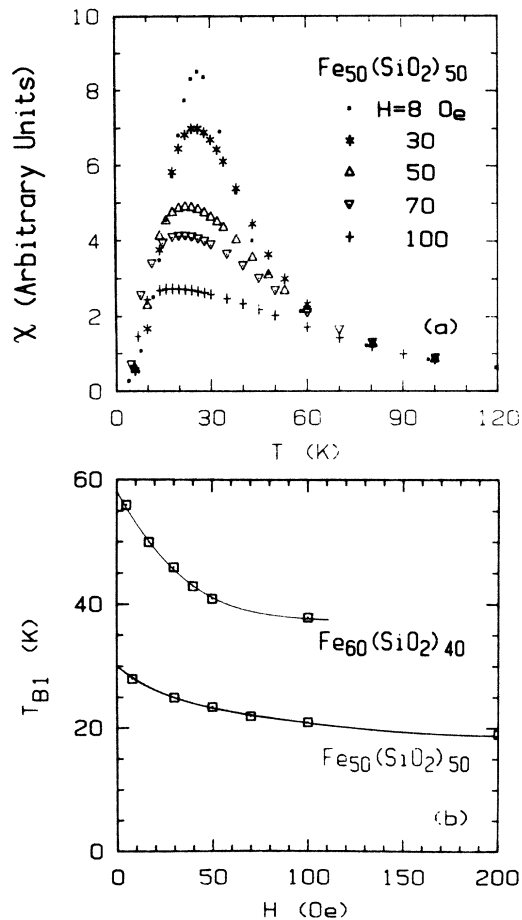 10
8
6
4
2
0
χ (Arbitrary Units)
Fe50(SiO2)50
H=8 Oe
30
50
70
100
(a)
0 30 60 90 120
T (K)
60
40
20
0
TB1 (K)
Fe60(SiO2)40
Fe50(SiO2)50
(b)
0 50 100 150 200
H (Oe)